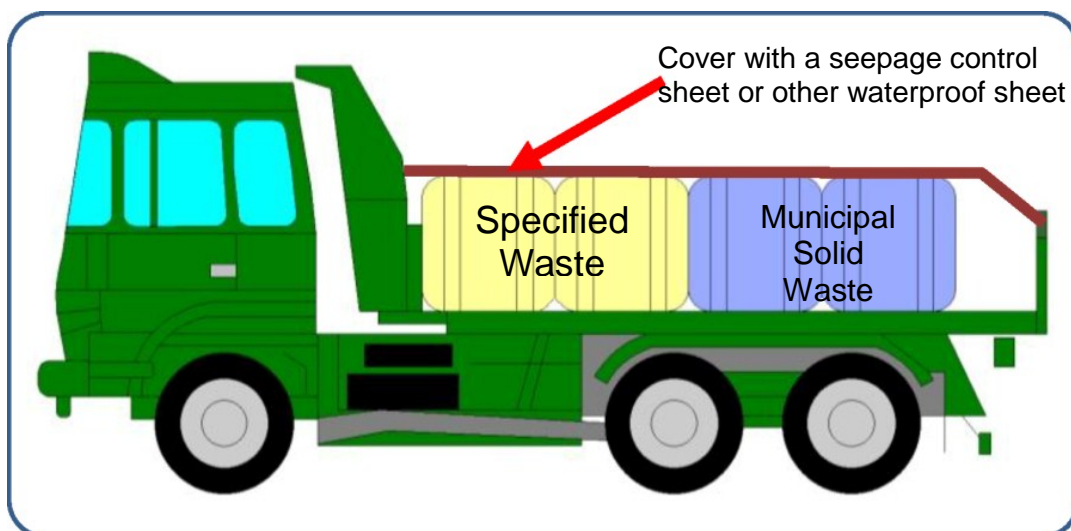 Cover with a seepage control
sheet or other waterproof sheet
Specified
Waste
Municipal
Solid
Waste